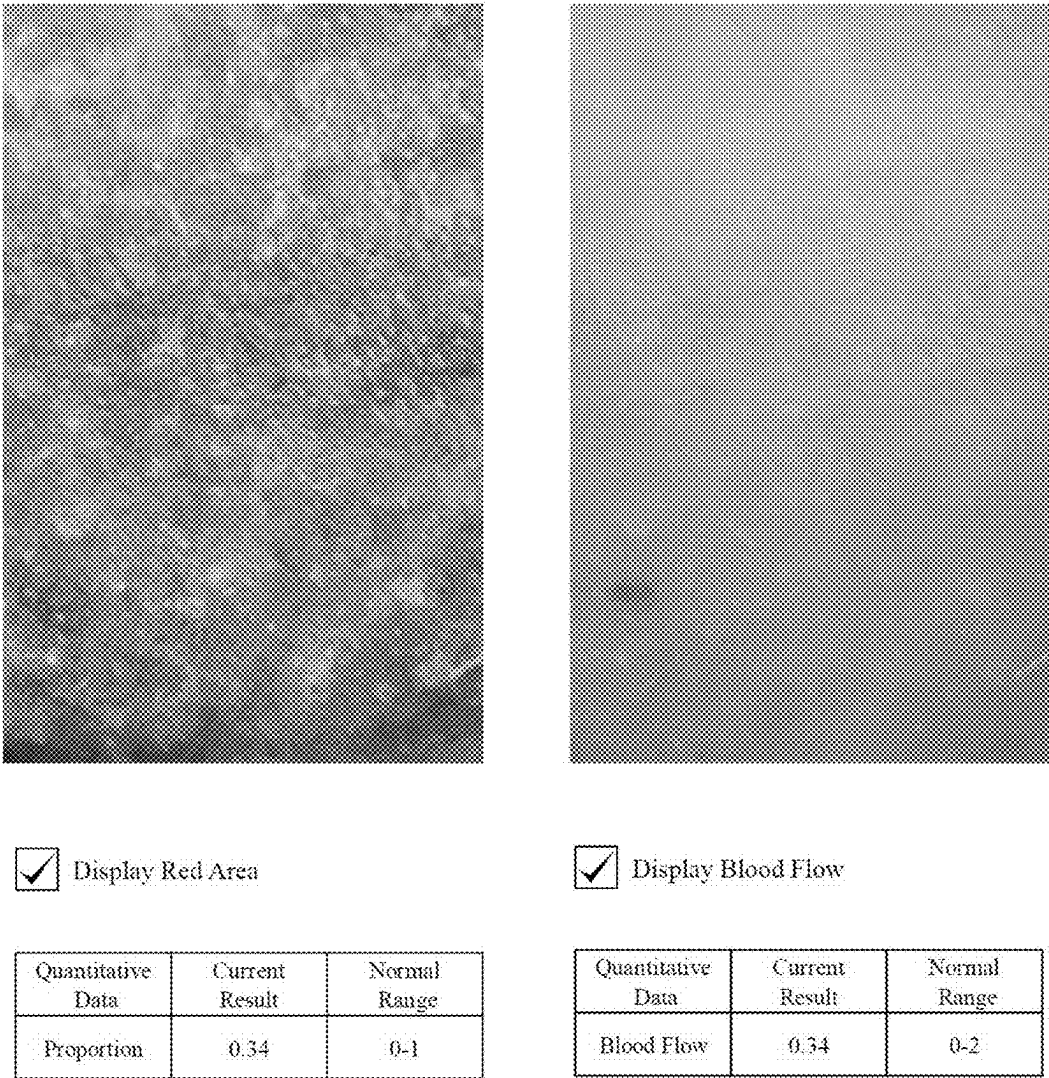 Display Red Area
Display Blood Flow
Quantitative Data
Current Result
Normal Range
Proportion
0.34
0-1
Quantitative Data
Current Result
Normal Range
Blood Flow
0.34
0-2